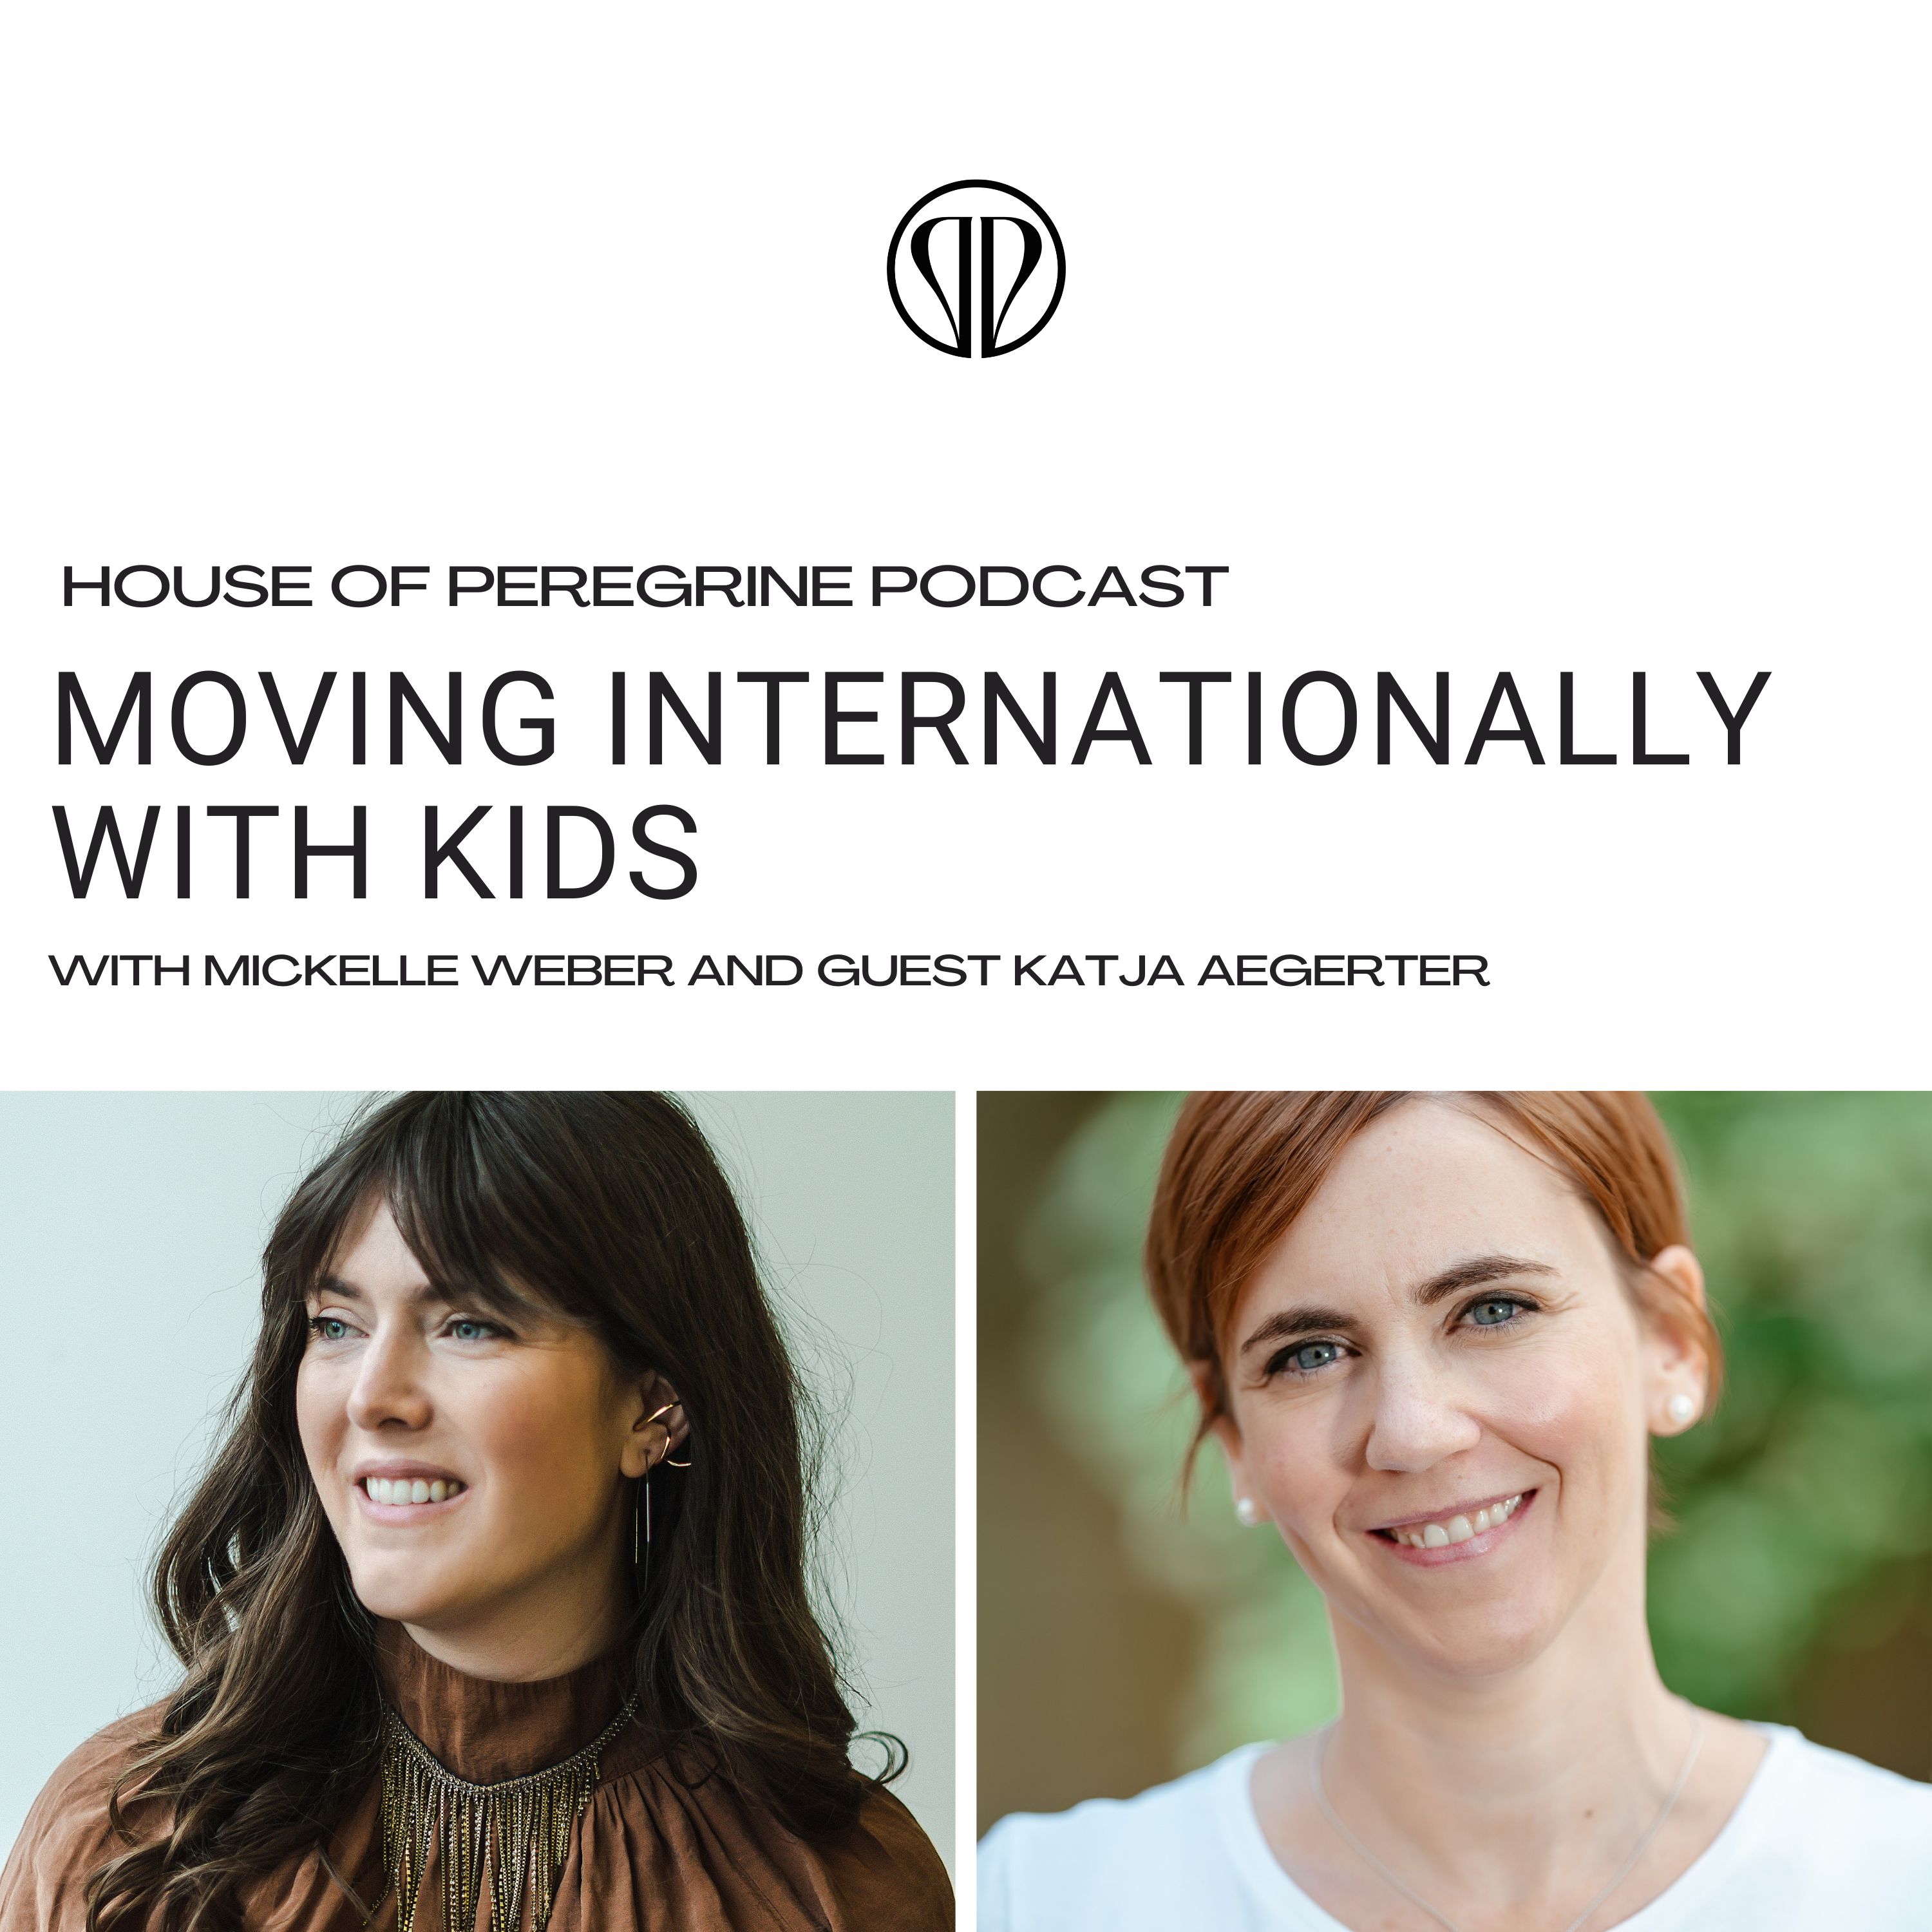 HOUSE OF PEREGRINE PODCAST
MOVING INTERNATIONALLY
WITH KIDS
WITH MICKELLE WEBER AND GUEST KATJA AEGERTER